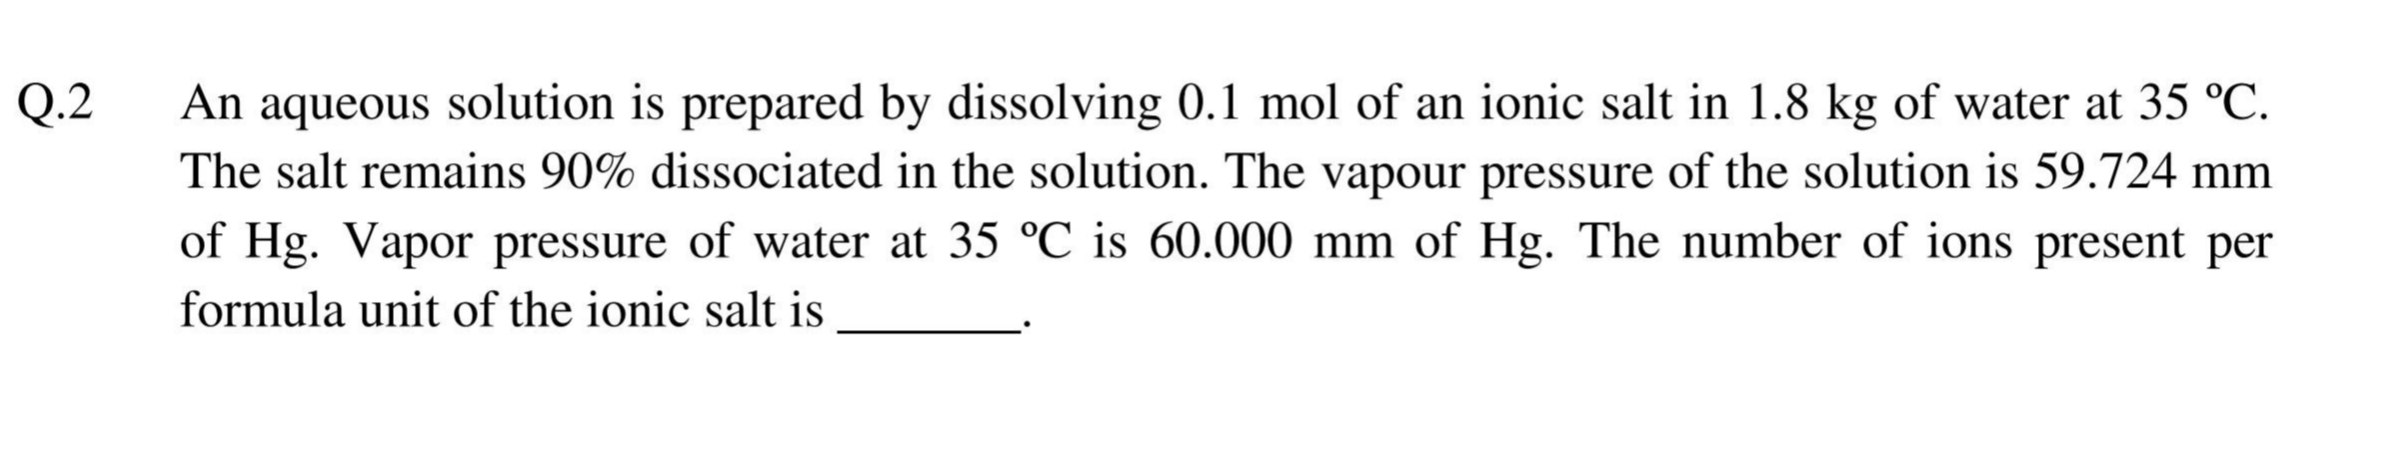 Q.2 An aqueous solution is prepared by dissolving 0.1 mol of an ionic salt in 1.8 kg of water at 35 ºC.
The salt remains 90% dissociated in the solution. The vapour pressure of the solution is 59.724 mm
of Hg. Vapor pressure of water at 35 ºC is 60.000 mm of Hg. The number of ions present per
formula unit of the ionic salt is _______.